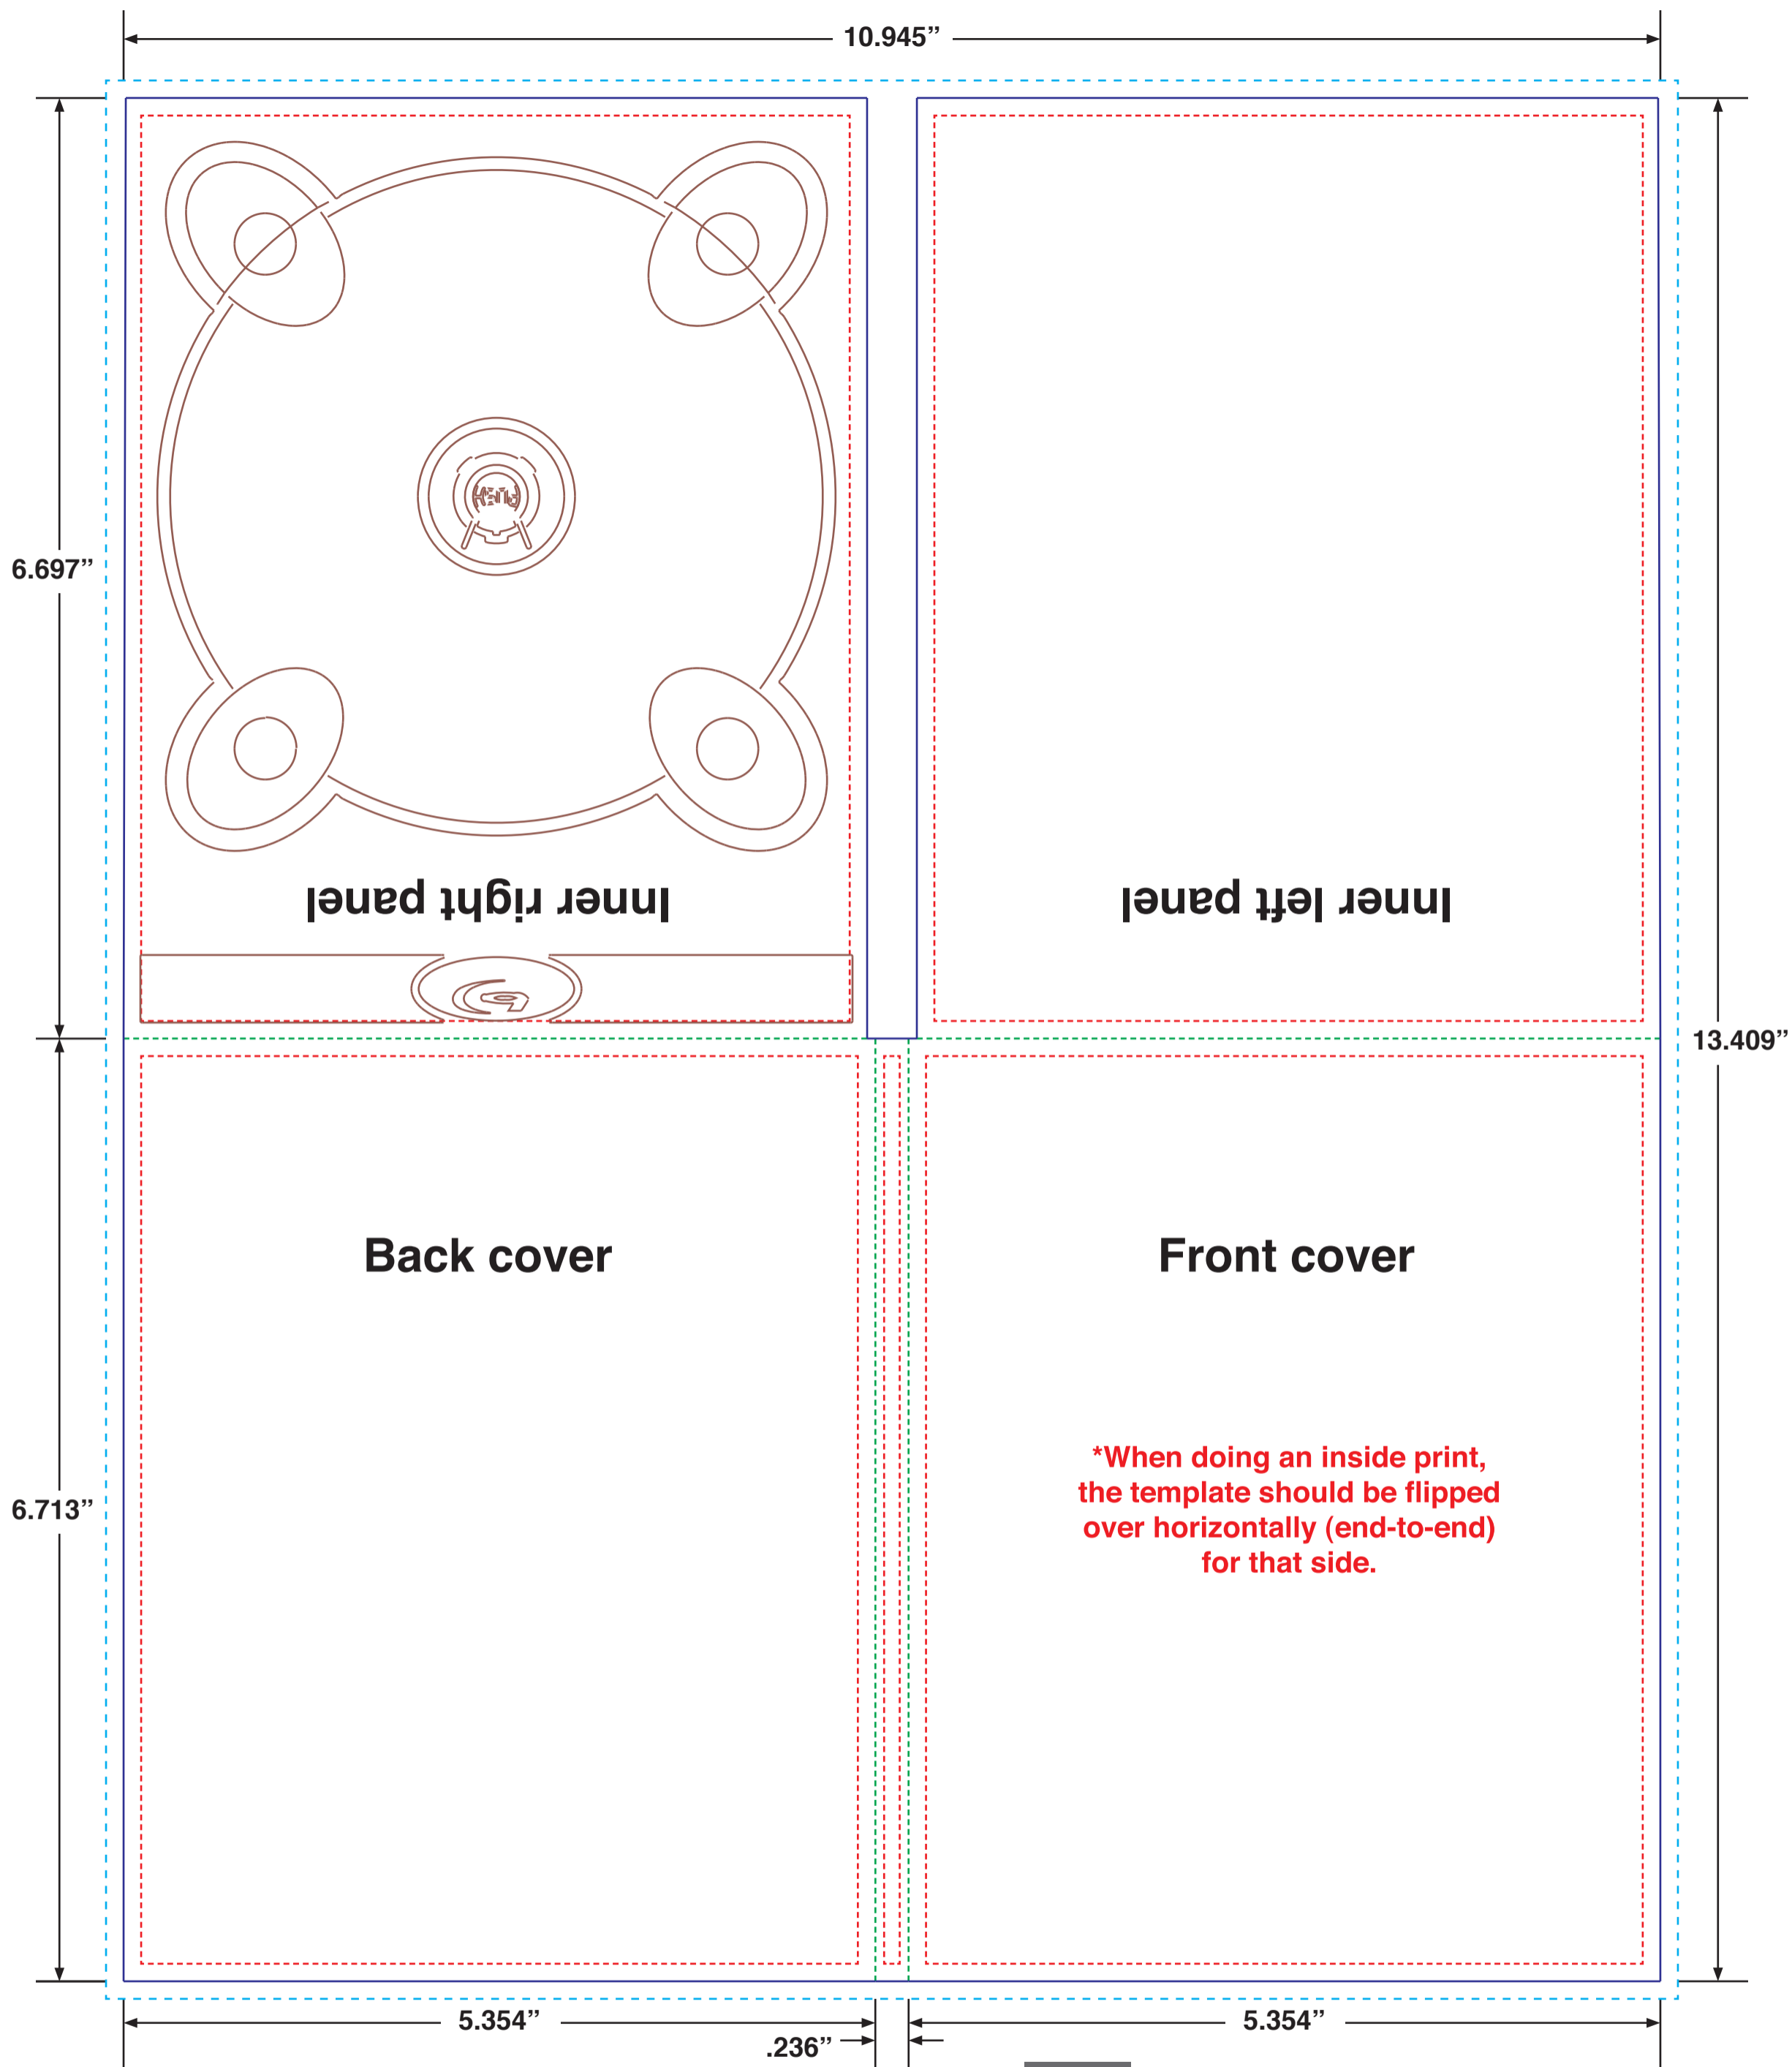 10.945”
6.697”
Inner right panel
Inner left panel
13.409”
Back cover
Front cover
*When doing an inside print,
the template should be flipped
over horizontally (end-to-end)
for that side.
6.713”
5.354”
5.354”
.236”